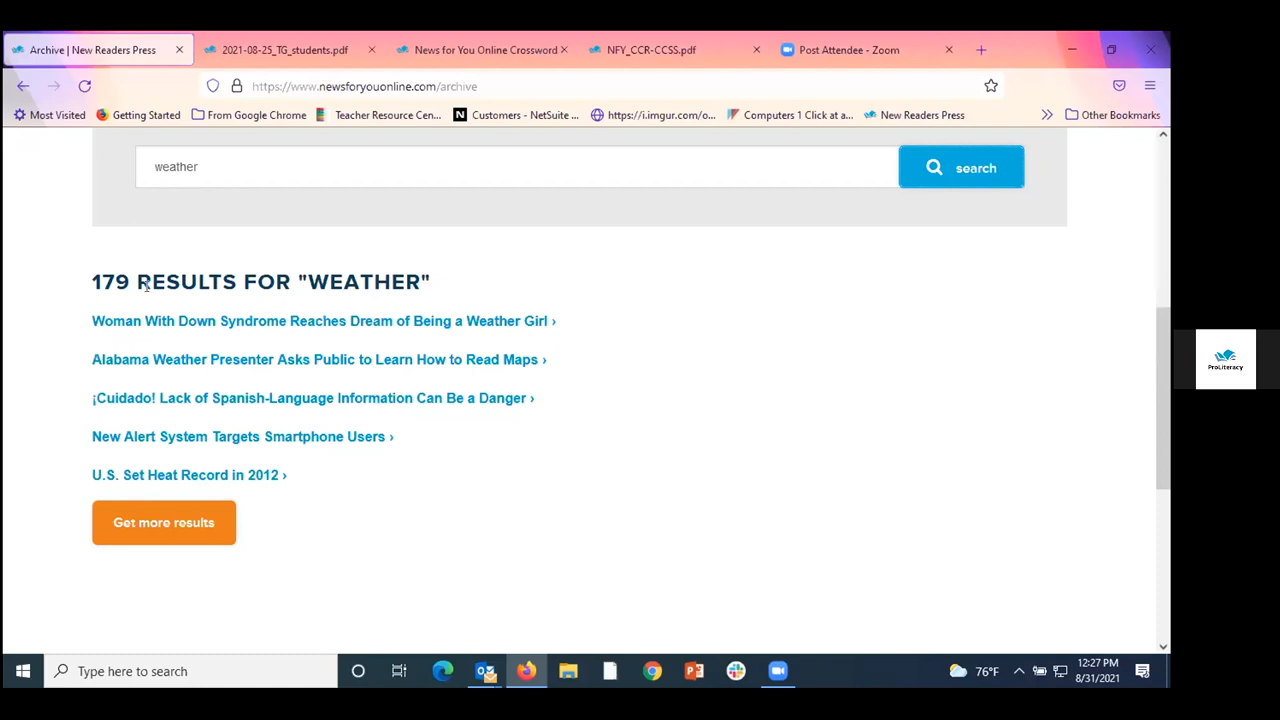 Archive | New Readers Press
2021-08-25_TG_students.pdf
News for You Online Crossword
NFY_CCR-CCSS.pdf
Post Attendee - Zoom
https://www.newsforyouonline.com/archive
Most Visited
Getting Started
From Google Chrome
Teacher Resource Cen...
N
Customers - NetSuite ...
https://i.imgur.com/o...
Computers 1 Click at a...
New Readers Press
Other Bookmarks
weather
search
179 RESULTS FOR "WEATHER"
Woman With Down Syndrome Reaches Dream of Being a Weather Girl ›
Alabama Weather Presenter Asks Public to Learn How to Read Maps ›
¡Cuidado! Lack of Spanish-Language Information Can Be a Danger ›
New Alert System Targets Smartphone Users ›
U.S. Set Heat Record in 2012 ›
Get more results
ProLiteracy
Type here to search
76°F
12:27 PM
8/31/2021